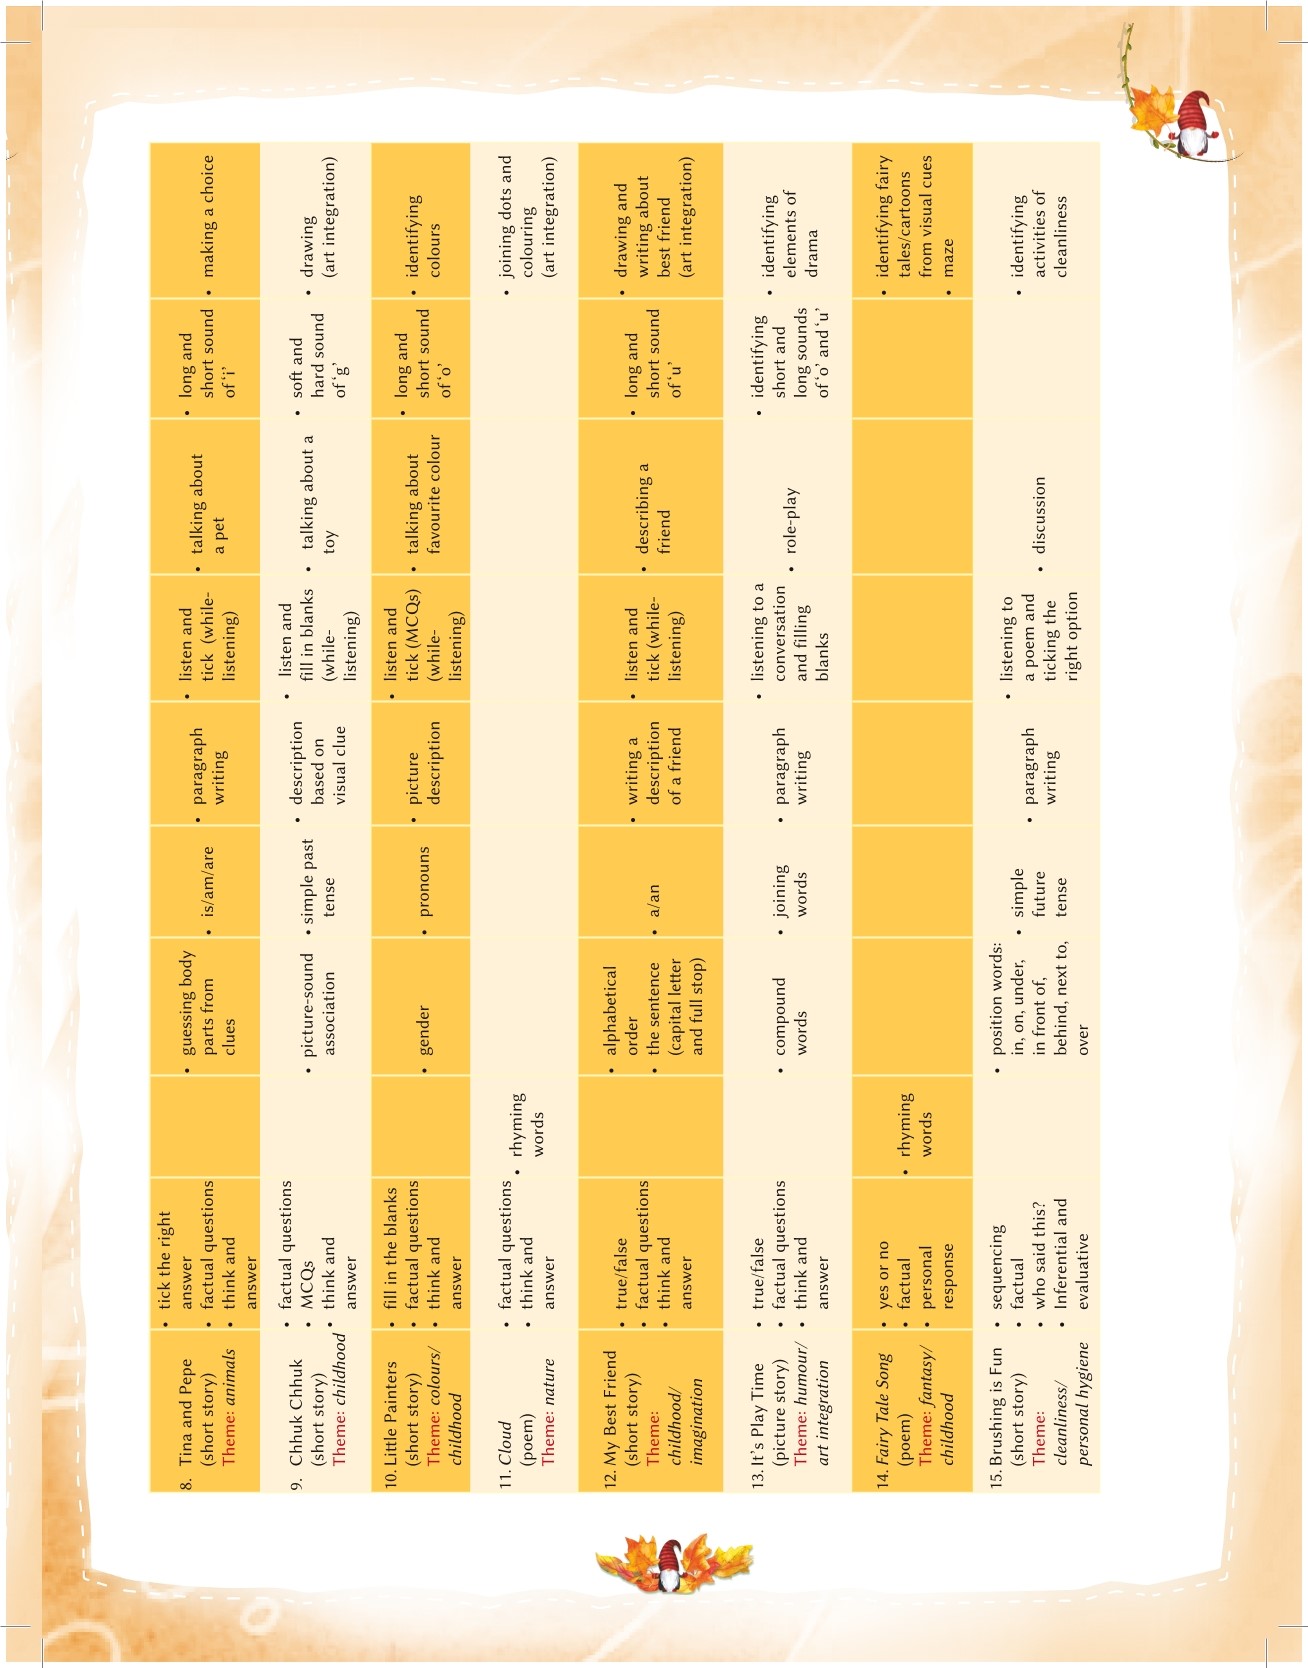 8. Tina and Pepe
(short story)
Theme: animals
• tick the right
answer
• factual questions
• think and
answer
• guessing body
parts from
clues
• is/am/are
• paragraph
writing
• listen and
tick (while-
listening)
• talking about
a pet
• long and
short sound
of ‘i’
• making a choice
9. Chhuk Chhuk
(short story)
Theme: childhood
• factual questions
• MCQs
• think and
answer
• picture-sound
association
• simple past
tense
• description
based on
visual clue
• listen and
fill in blanks
(while-
listening)
• talking about a
toy
• soft and
hard sound
of ‘g’
• drawing
(art integration)
10. Little Painters
(short story)
Theme: colours/
childhood
• fill in the blanks
• factual questions
• think and
answer
• gender
• pronouns
• picture
description
• listen and
tick (MCQs)
(while-
listening)
• talking about
favourite colour
• long and
short sound
of ‘o’
• identifying
colours
11. Cloud
(poem)
Theme: nature
• factual questions
• think and
answer
• rhyming
words
• joining dots and
colouring
(art integration)
12. My Best Friend
(short story)
Theme:
childhood/
imagination
• true/false
• factual questions
• think and
answer
• alphabetical
order
• the sentence
(capital letter
and full stop)
• a/an
• writing a
description
of a friend
• listen and
tick (while-
listening)
• describing a
friend
• long and
short sound
of ‘u’
• drawing and
writing about
best friend
(art integration)
13. It’s Play Time
(picture story)
Theme: humour/
art integration
• true/false
• factual questions
• think and
answer
• compound
words
• joining
words
• paragraph
writing
• listening to a
conversation
and filling
blanks
• role-play
• identifying
short and
long sounds
of ‘o’ and ‘u’
• identifying
elements of
drama
14. Fairy Tale Song
(poem)
Theme: fantasy/
childhood
• yes or no
• factual
• personal
response
• rhyming
words
• identifying fairy
tales/cartoons
from visual cues
• maze
15. Brushing is Fun
(short story)
Theme:
cleanliness/
personal hygiene
• sequencing
• factual
• who said this?
• Inferential and
evaluative
• position words:
in, on, under,
in front of,
behind, next to,
over
• simple
future
tense
• paragraph
writing
• listening to
a poem and
ticking the
right option
• discussion
• identifying
activities of
cleanliness